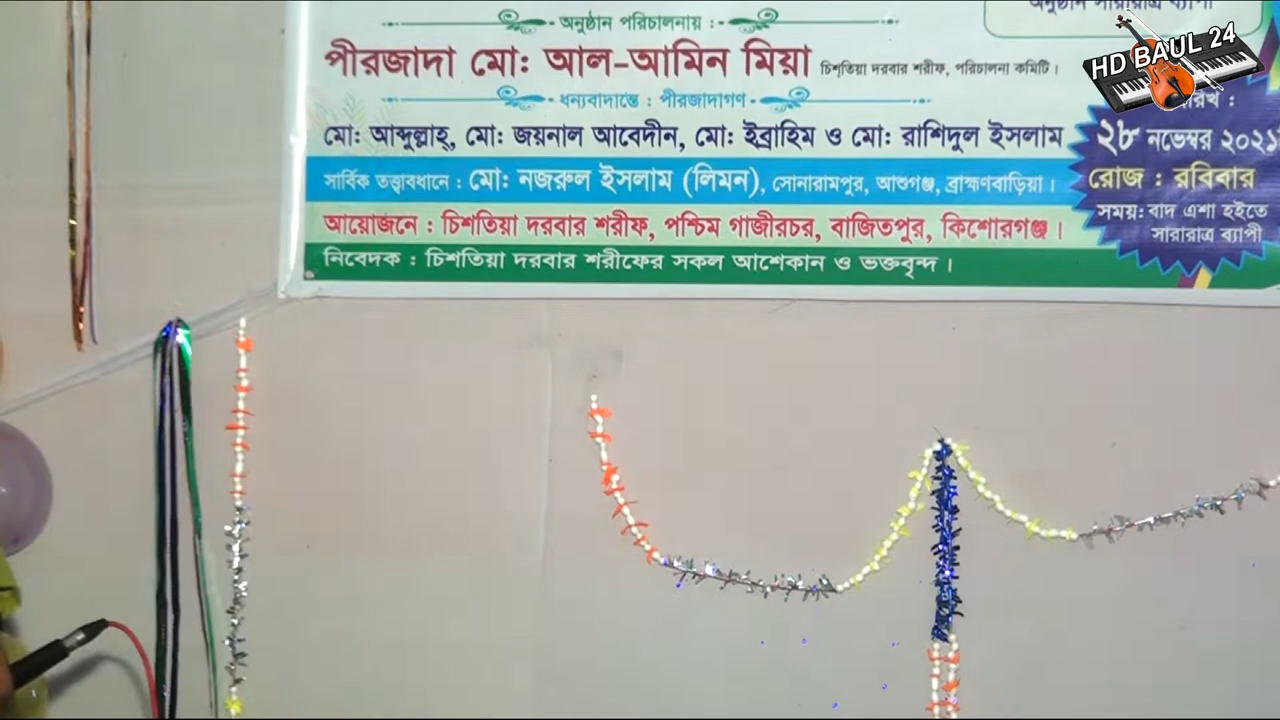 অনুষ্ঠান সারারাত্র ব্যাপী
অনুষ্ঠান পরিচালনায় :
পীরজাদা মো: আল-আমিন মিয়া চিশতিয়া দরবার শরীফ, পরিচালনা কমিটি।
ধন্যবাদান্তে : পীরজাদাগণ
মো: আব্দুল্লাহ্, মো: জয়নাল আবেদীন, মো: ইব্রাহিম ও মো: রাশিদুল ইসলাম
সার্বিক তত্ত্বাবধানে : মো: নজরুল ইসলাম (লিমন), সোনারামপুর, আশুগঞ্জ, ব্রাহ্মণবাড়িয়া।
আয়োজনে : চিশতিয়া দরবার শরীফ, পশ্চিম গাজীরচর, বাজিতপুর, কিশোরগঞ্জ।
নিবেদক : চিশতিয়া দরবার শরীফের সকল আশেকান ও ভক্তবৃন্দ।
HD BAUL 24
২৮ নভেম্বর ২০২১
রোজ : রবিবার
সময়: বাদ এশা হইতে
সারারাত্র ব্যাপী